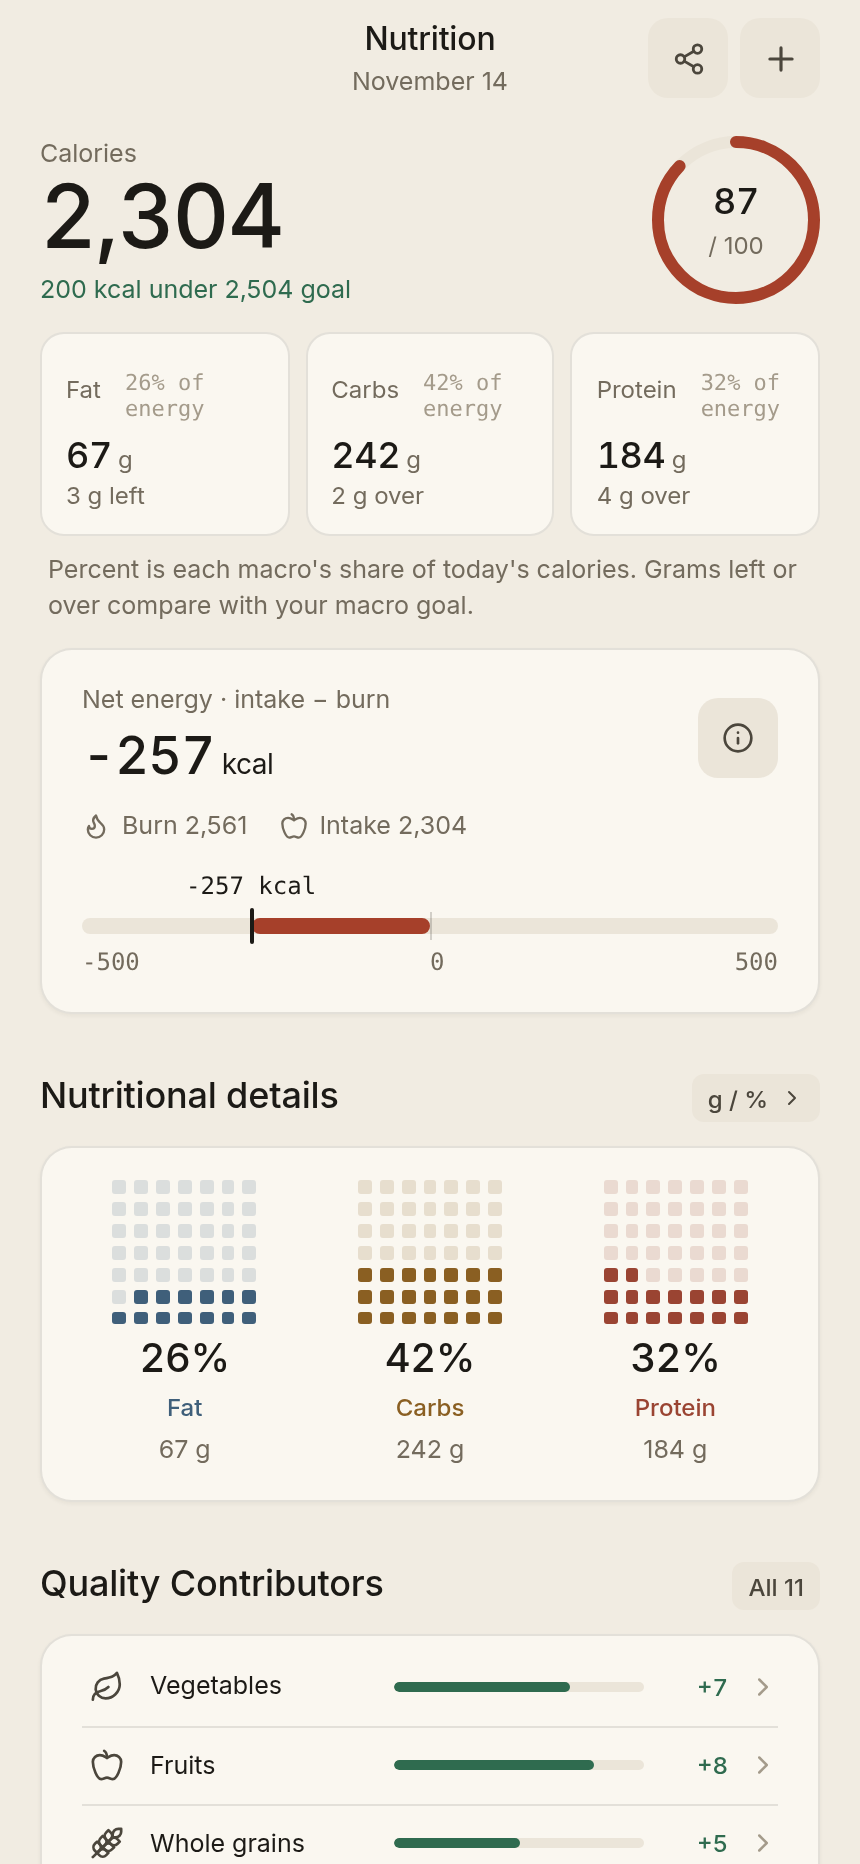 Nutrition
November 14
Calories
2,304
200 kcal under 2,504 goal
87
/ 100
Fat 26% of energy
67 g
3 g left
Carbs 42% of energy
242 g
2 g over
Protein 32% of energy
184 g
4 g over
Percent is each macro's share of today's calories. Grams left or
over compare with your macro goal.
Net energy · intake – burn
-257 kcal
Burn 2,561 Intake 2,304
-257 kcal
-500 0 500
Nutritional details
g / %
26%
Fat
67 g
42%
Carbs
242 g
32%
Protein
184 g
Quality Contributors
All 11
Vegetables +7
Fruits +8
Whole grains +5